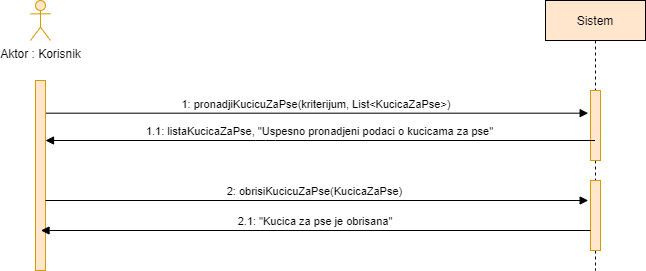 Sistem
Aktor : Korisnik
1: pronadjiKucicuZaPse(kriterijum, List<KucicaZaPse>)
1.1: listaKucicaZaPse, "Uspesno pronadjeni podaci o kucicama za pse"
2: obrisiKucicuZaPse(KucicaZaPse)
2.1: "Kucica za pse je obrisana"